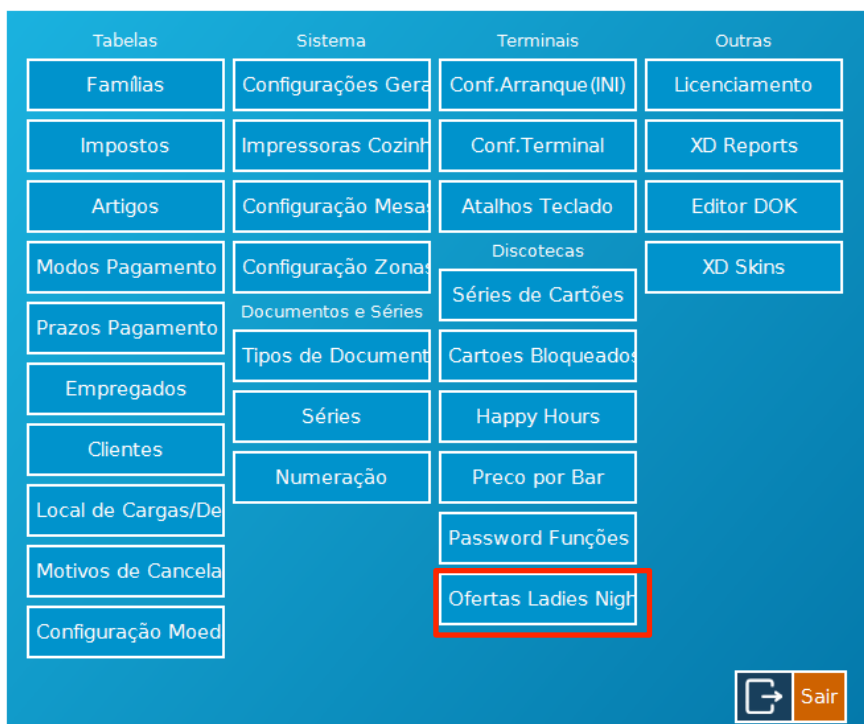 Tabelas
Famílias
Impostos
Artigos
Modos Pagamento
Prazos Pagamento
Empregados
Clientes
Local de Cargas/De
Motivos de Cancela
Configuração Moed
Sistema
Configurações Gera
Impressoras Cozinh
Configuração Mesas
Configuração Zonas
Documentos e Séries
Tipos de Document
Séries
Numeração
Terminais
Conf.Arranque(INI)
Conf.Terminal
Atalhos Teclado
Discotecas
Séries de Cartões
Cartoes Bloqueados
Happy Hours
Preco por Bar
Password Funções
Ofertas Ladies Nigh
Outras
Licenciamento
XD Reports
Editor DOK
XD Skins
Sair